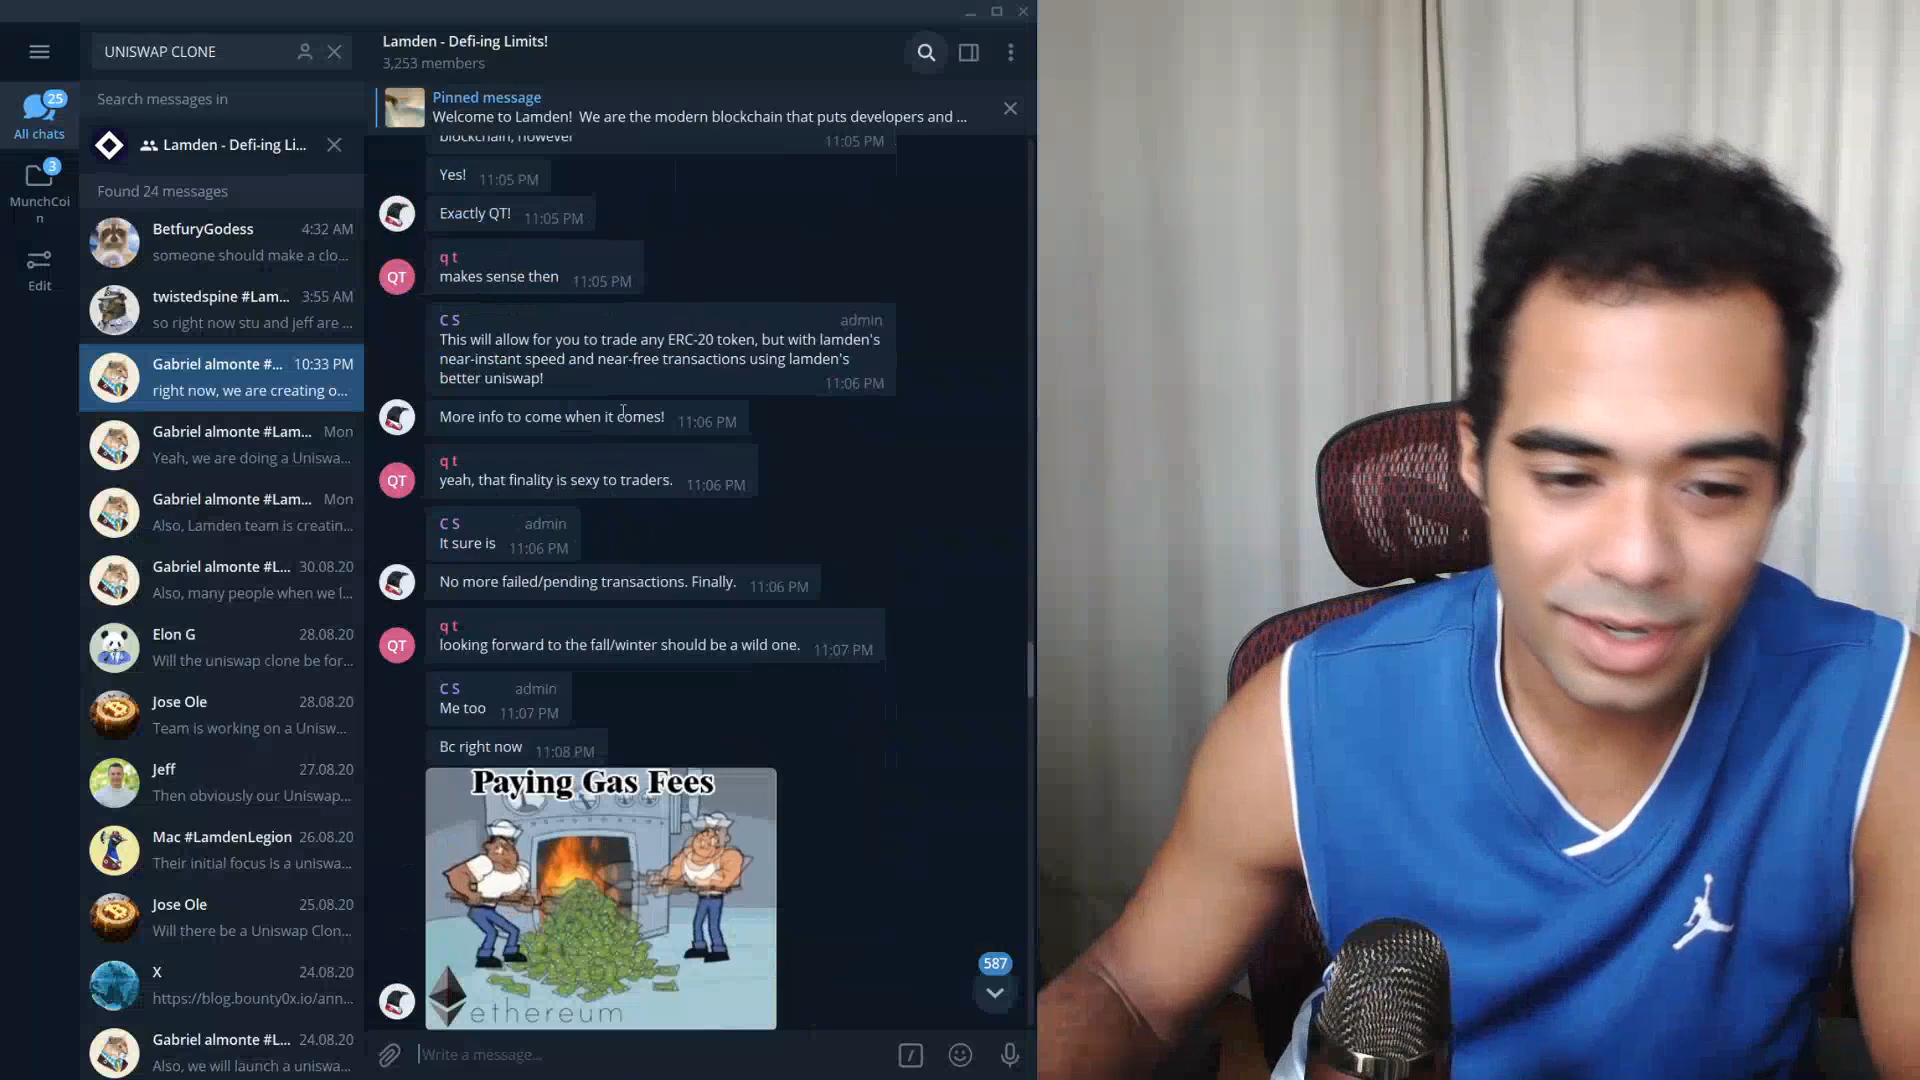 UNISWAP CLONE
Search messages in
Lamden - Defi-ing Li...
Found 24 messages
25
All chats
3
MunchCoi
n
Edit
BetfuryGodess 4:32 AM
someone should make a clo...
twistedspine #Lam... 3:55 AM
so right now stu and jeff are ...
Gabriel almonte #... 10:33 PM
right now, we are creating o...
Gabriel almonte #Lam... Mon
Yeah, we are doing a Uniswa...
Gabriel almonte #Lam... Mon
Also, Lamden team is creatin...
Gabriel almonte #L... 30.08.20
Also, many people when we l...
Elon G 28.08.20
Will the uniswap clone be for...
Jose Ole 28.08.20
Team is working on a Unisw...
Jeff 27.08.20
Then obviously our Uniswap...
Mac #LamdenLegion 26.08.20
Their initial focus is a uniswa...
Jose Ole 25.08.20
Will there be a Uniswap Clon...
X 24.08.20
https://blog.bounty0x.io/ann...
Gabriel almonte #L... 24.08.20
Also, we will launch a uniswa...
Lamden - Defi-ing Limits!
3,253 members
Pinned message
Welcome to Lamden! We are the modern blockchain that puts developers and ...
blockchain, however 11:05 PM
Yes! 11:05 PM
Exactly QT! 11:05 PM
q t
QT
makes sense then 11:05 PM
C S admin
This will allow for you to trade any ERC-20 token, but with lamden's
near-instant speed and near-free transactions using lamden's
better uniswap! 11:06 PM
More info to come when it comes! 11:06 PM
q t
QT
yeah, that finality is sexy to traders. 11:06 PM
C S admin
It sure is 11:06 PM
No more failed/pending transactions. Finally. 11:06 PM
q t
QT
looking forward to the fall/winter should be a wild one. 11:07 PM
C S admin
Me too 11:07 PM
Bc right now 11:08 PM
Paying Gas Fees
ethereum
587
Write a message...